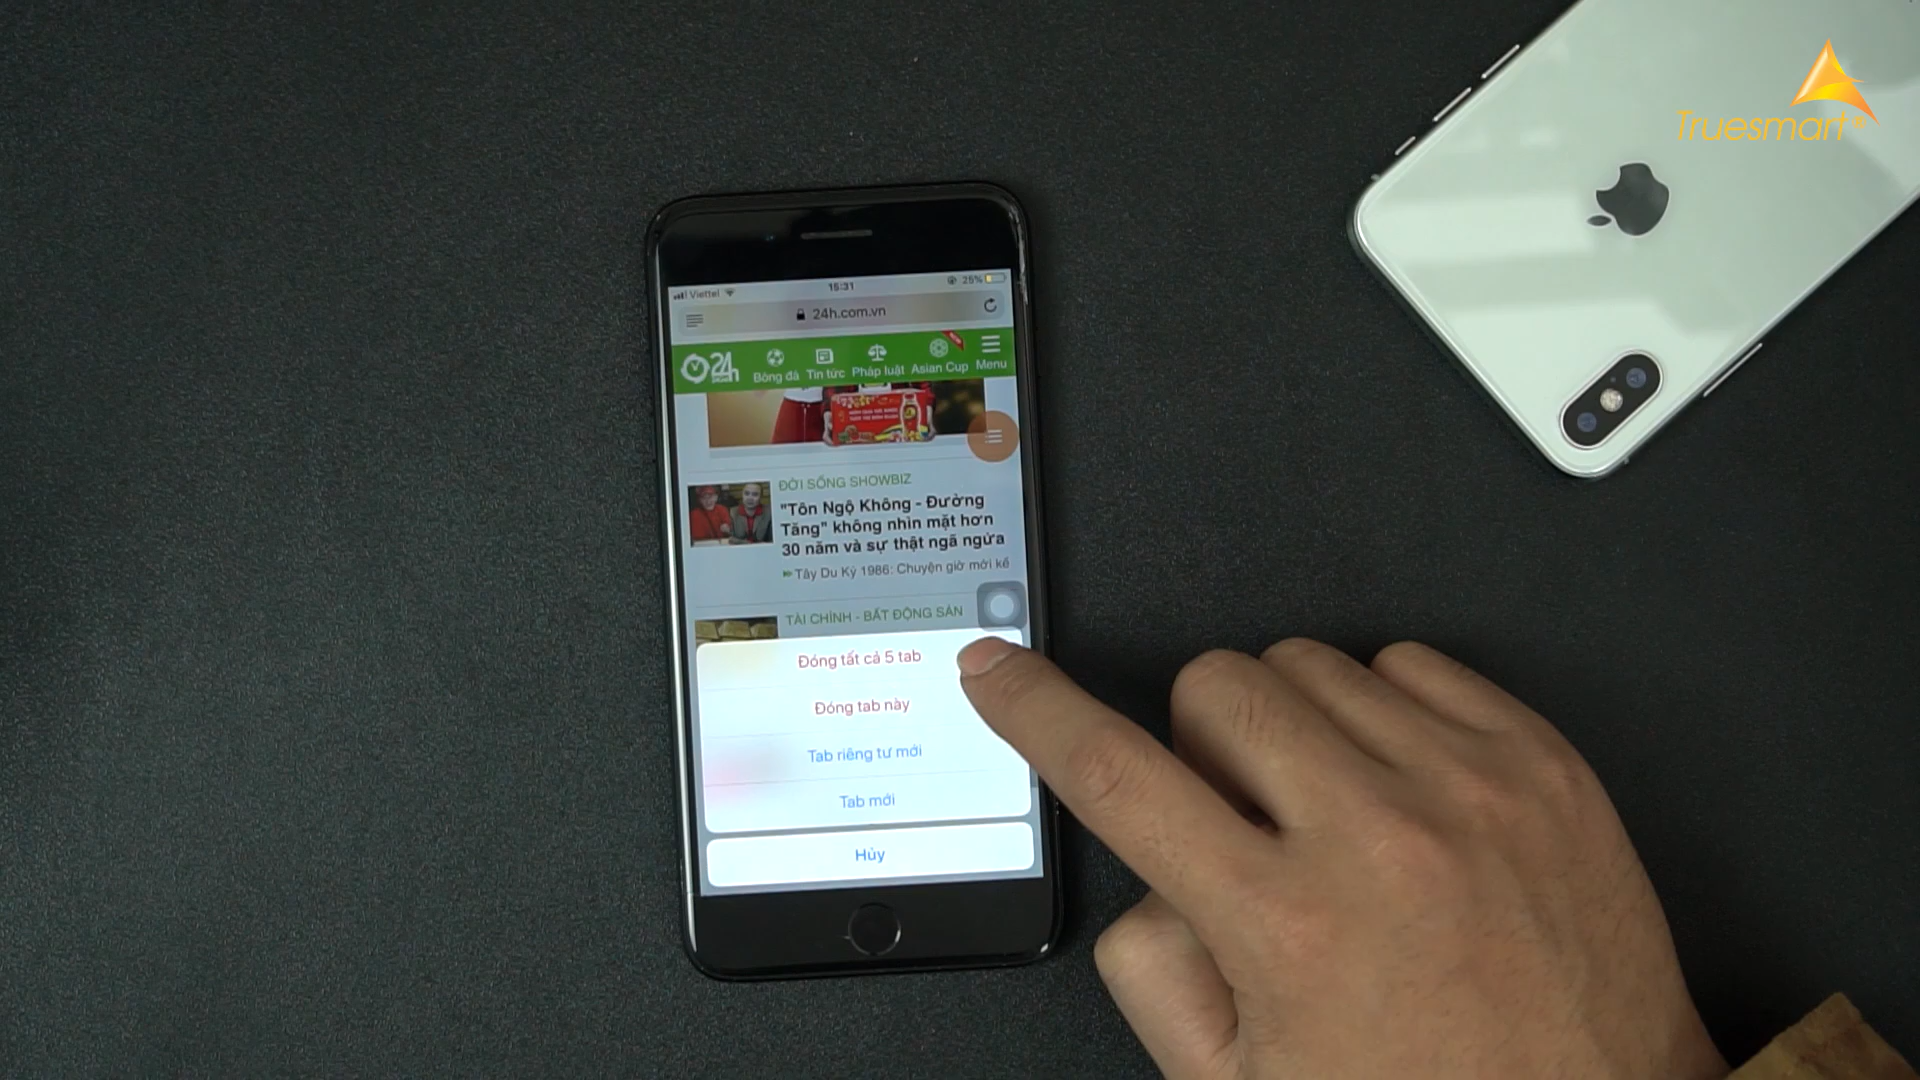 Truesmart®
Viettel
15:31
25%
24h.com.vn
24h
Bóng đá
Tin tức
Pháp luật
Asian Cup
Menu
ĐỜI SỐNG SHOWBIZ
"Tôn Ngộ Không - Đường
Tăng" không nhìn mặt hơn
30 năm và sự thật ngã ngửa
Tây Du Ký 1986: Chuyện giờ mới kể
TÀI CHÍNH - BẤT ĐỘNG SẢN
Đóng tất cả 5 tab
Đóng tab này
Tab riêng tư mới
Tab mới
Hủy